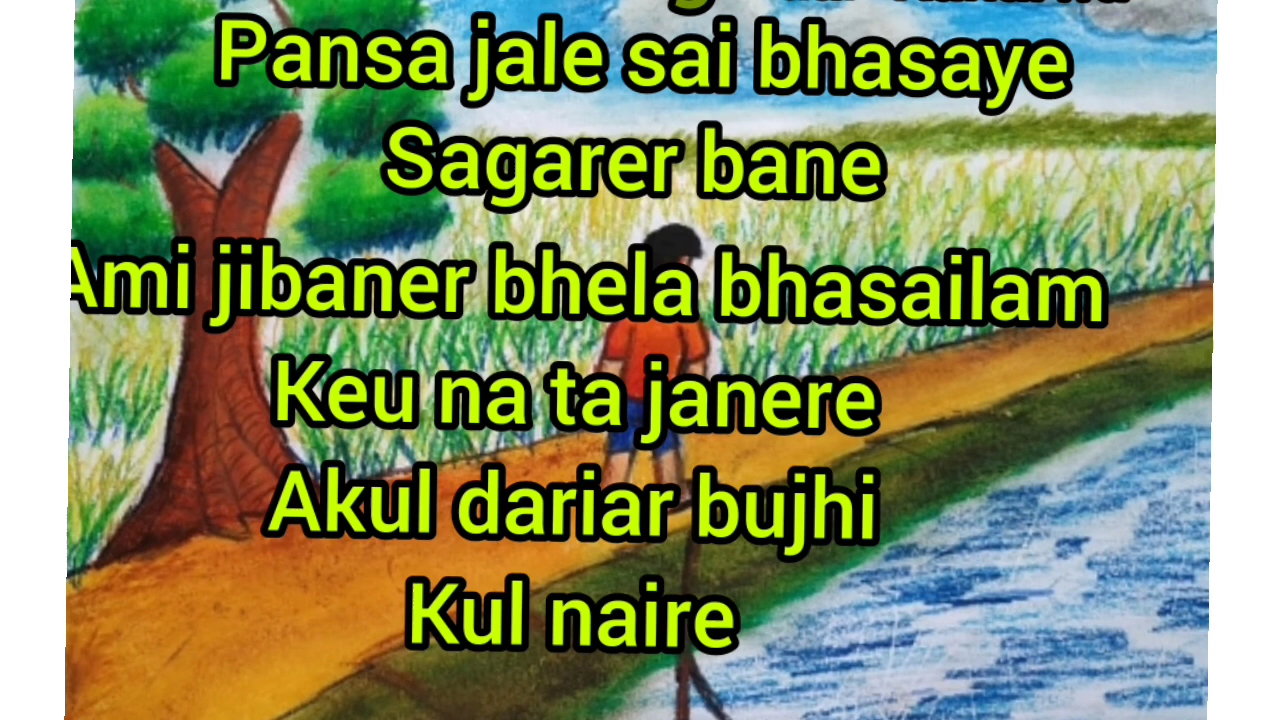 Pansa jale sai bhasaye
Sagarer bane
Ami jibaner bhela bhasailam
Keu na ta janere
Akul dariar bujhi
Kul naire